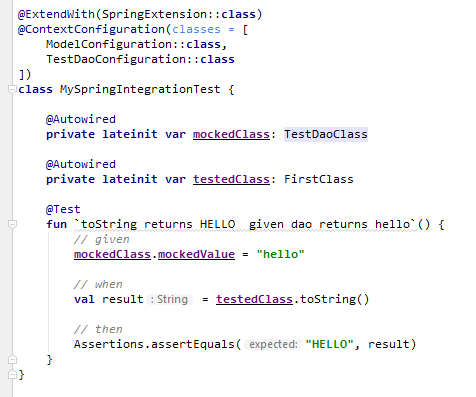 @ExtendWith(SpringExtension::class)
@ContextConfiguration(classes = [
    ModelConfiguration::class,
    TestDaoConfiguration::class
])
class MySpringIntegrationTest {

    @Autowired
    private lateinit var mockedClass: TestDaoClass

    @Autowired
    private lateinit var testedClass: FirstClass

    @Test
    fun `toString returns HELLO  given dao returns hello`() {
        // given
        mockedClass.mockedValue = "hello"

        // when
        val result : String = testedClass.toString()

        // then
        Assertions.assertEquals( expected: "HELLO", result)
    }
}